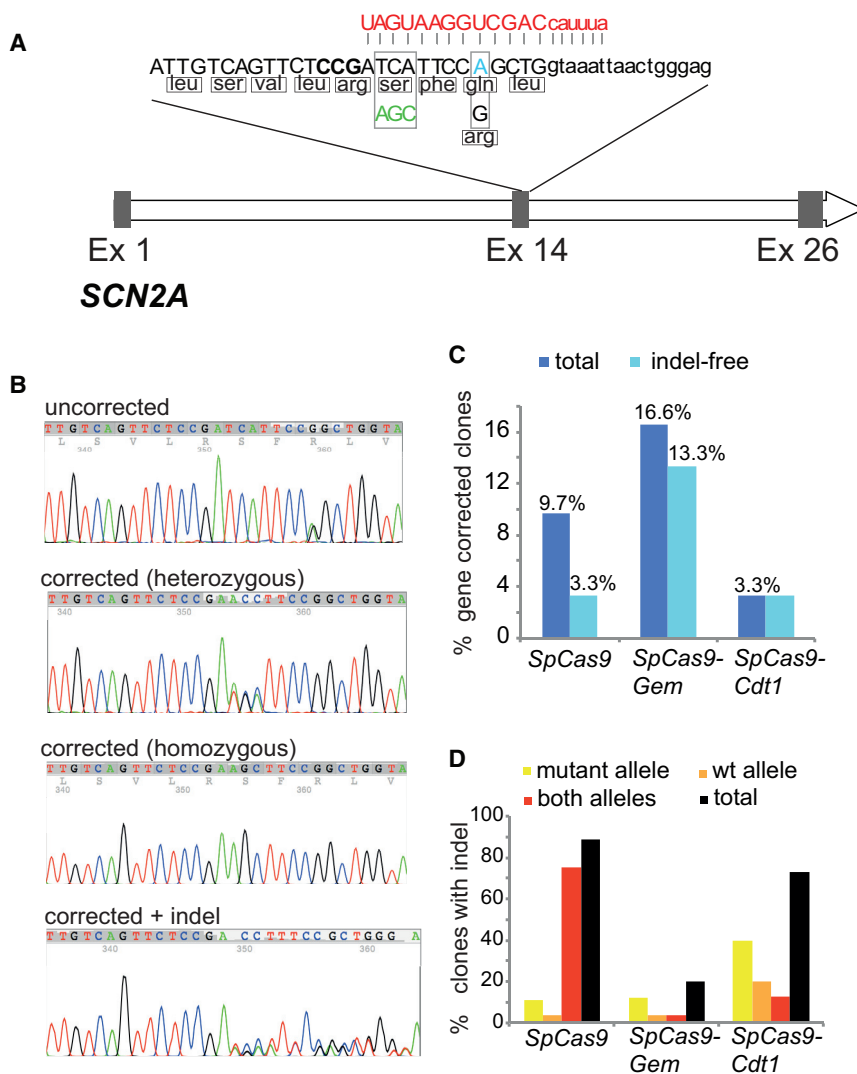 A
UAGUAAGGUCGACcauuua
ATTGTCAGTTCTCCGATCATTCCAGCTGgtaaattaactgggag
leu ser val leu arg ser phe gln leu
AGC G
arg
Ex 1 Ex 14 Ex 26
SCN2A
B
uncorrected
TTGTCAGTTCTCCGATCATTCCGGCTGGTA
L S V L R S F R L V
340 350 360
corrected (heterozygous)
TTGTCAGTTCTCCGAACCTTCCGGCTGGTA
340 350 360
corrected (homozygous)
TTGTCAGTTCTCCGAAGCTTCCGGCTGGTA
L S V L R S F R L V
340 350 360
corrected + indel
TTGTCAGTTCTCCGA CCTTTCCGCTGGG A
340 350 360
C
total indel-free
% gene corrected clones
16
12
8
4
0
9.7%
3.3%
16.6%
13.3%
3.3%
SpCas9 SpCas9-Gem SpCas9-Cdt1
D
mutant allele wt allele
both alleles total
% clones with indel
100
80
60
40
20
0
SpCas9 SpCas9-Gem SpCas9-Cdt1